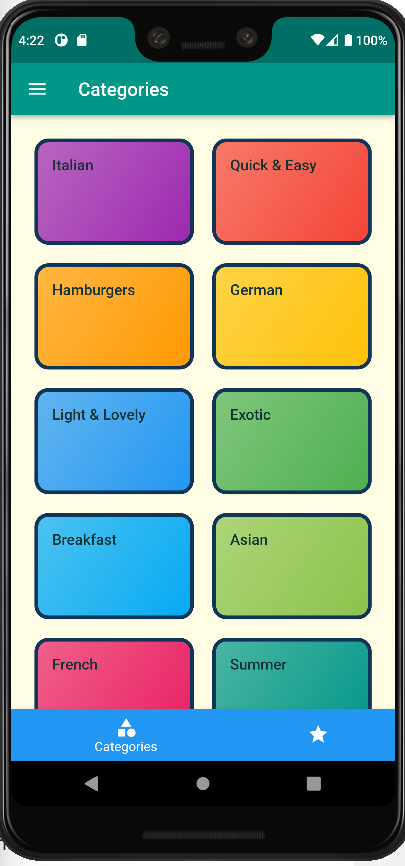 4:22 100%
Categories
Italian Quick & Easy
Hamburgers German
Light & Lovely Exotic
Breakfast Asian
French Summer
Categories